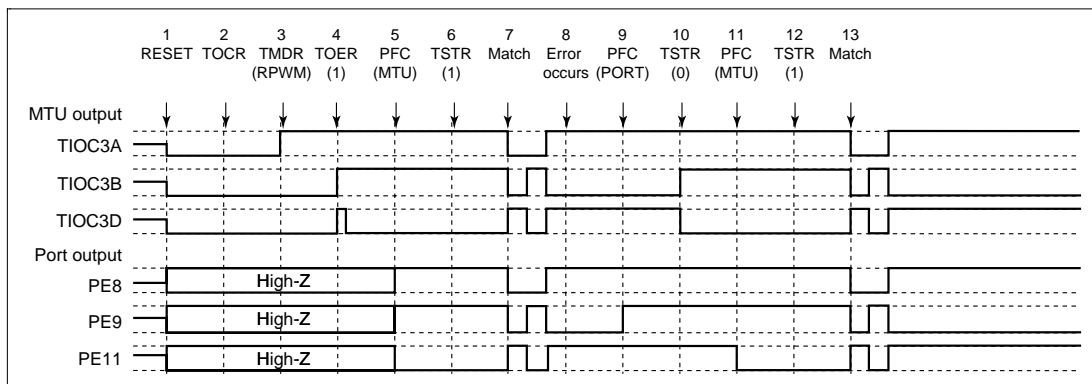 1 2 3 4 5 6 7 8 9 10 11 12 13
RESET TOCR TMDR TOER PFC TSTR Match Error PFC TSTR PFC TSTR Match
(RPWM) (1) (MTU) (1) occurs (PORT) (0) (MTU) (1)
MTU output
TIOC3A
TIOC3B
TIOC3D
Port output
PE8 High-Z
PE9 High-Z
PE11 High-Z